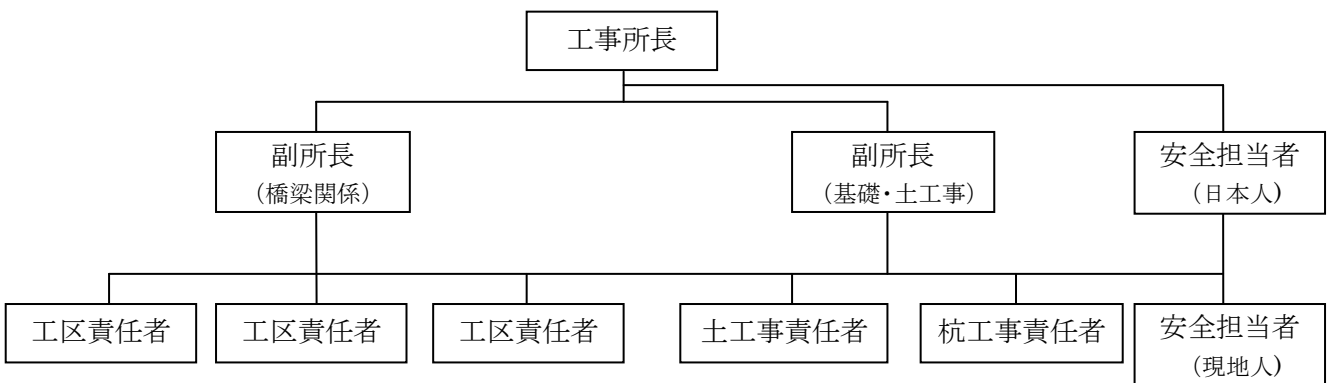 工事所長
副所長
（橋梁関係）
副所長
（基礎・土工事）
安全担当者
（日本人）
工区責任者
工区責任者
工区責任者
土工事責任者
杭工事責任者
安全担当者
（現地人）